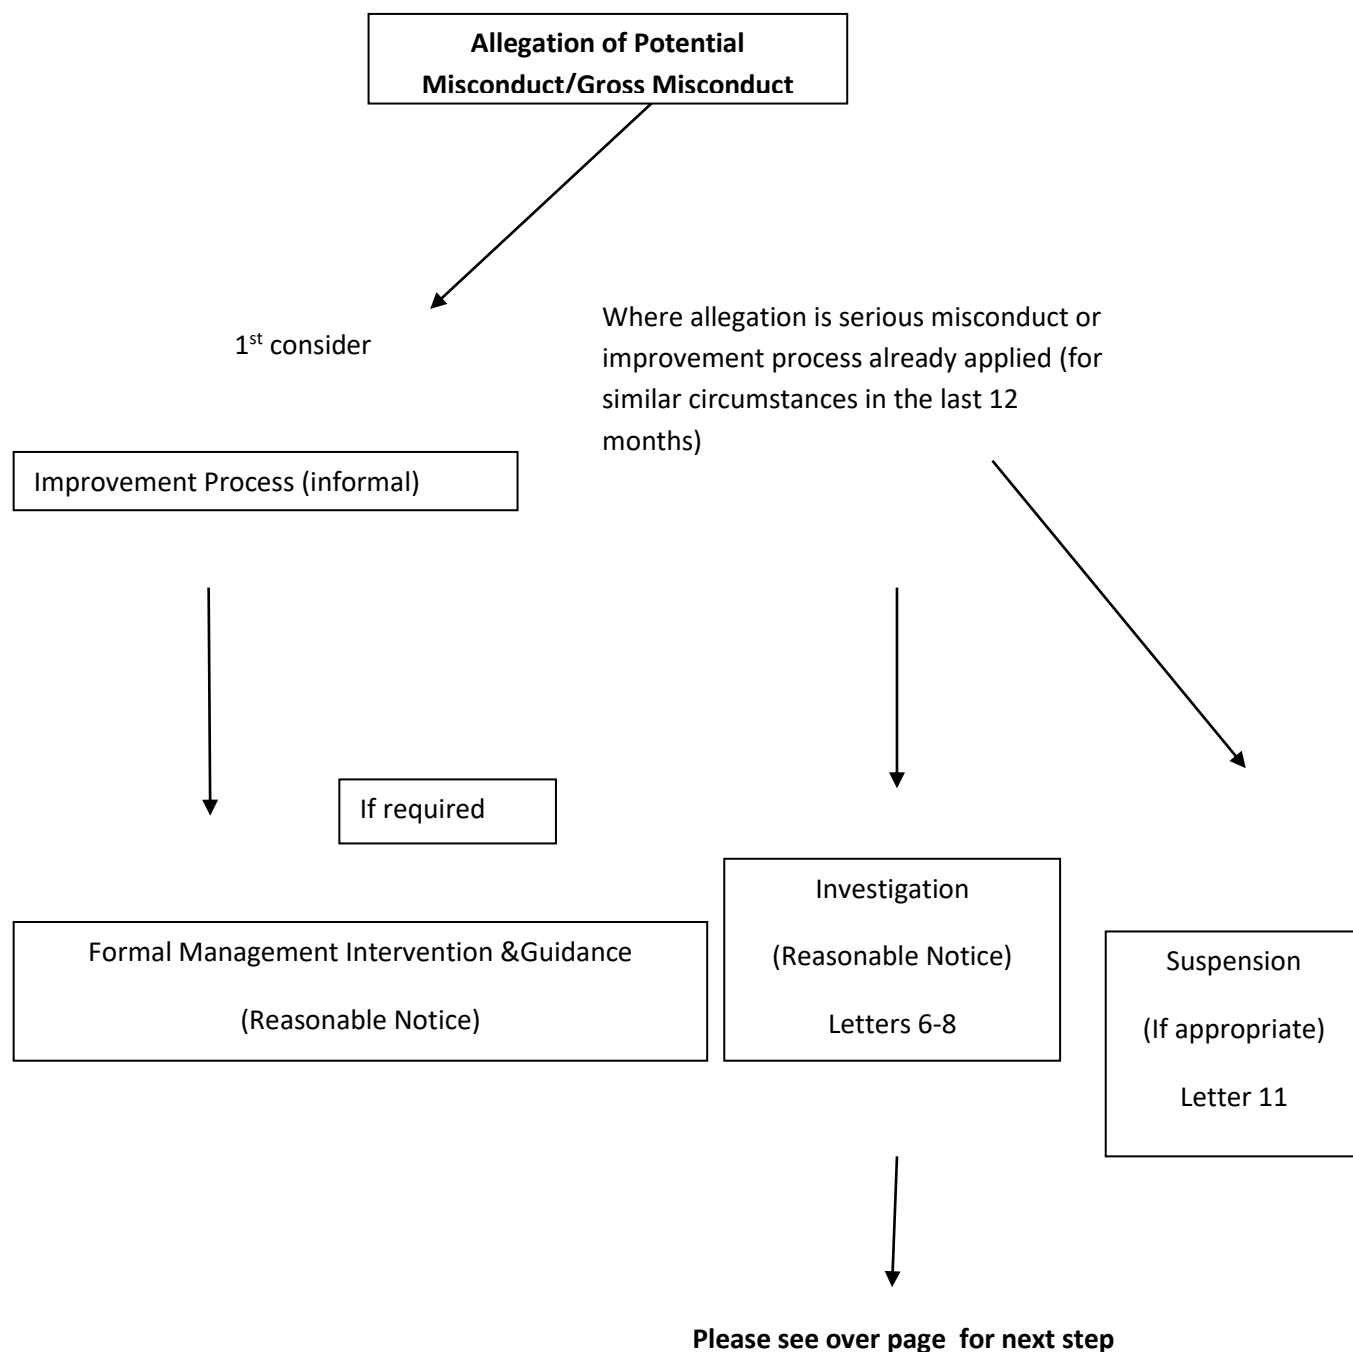 Allegation of Potential
Misconduct/Gross Misconduct
1st consider
Where allegation is serious misconduct or
improvement process already applied (for
similar circumstances in the last 12
months)
Improvement Process (informal)
If required
Formal Management Intervention &Guidance
(Reasonable Notice)
Investigation
(Reasonable Notice)
Letters 6-8
Suspension
(If appropriate)
Letter 11
Please see over page  for next step